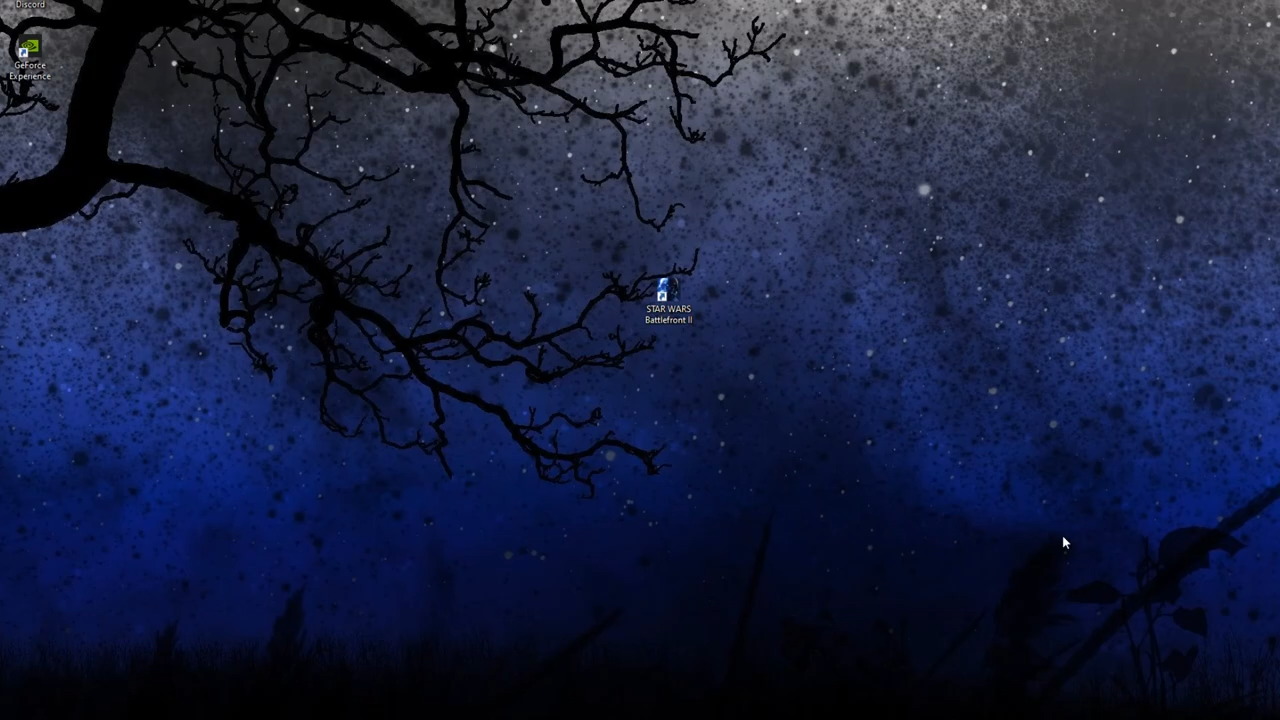 Discord
GeForce
Experience
STAR WARS
Battlefront II